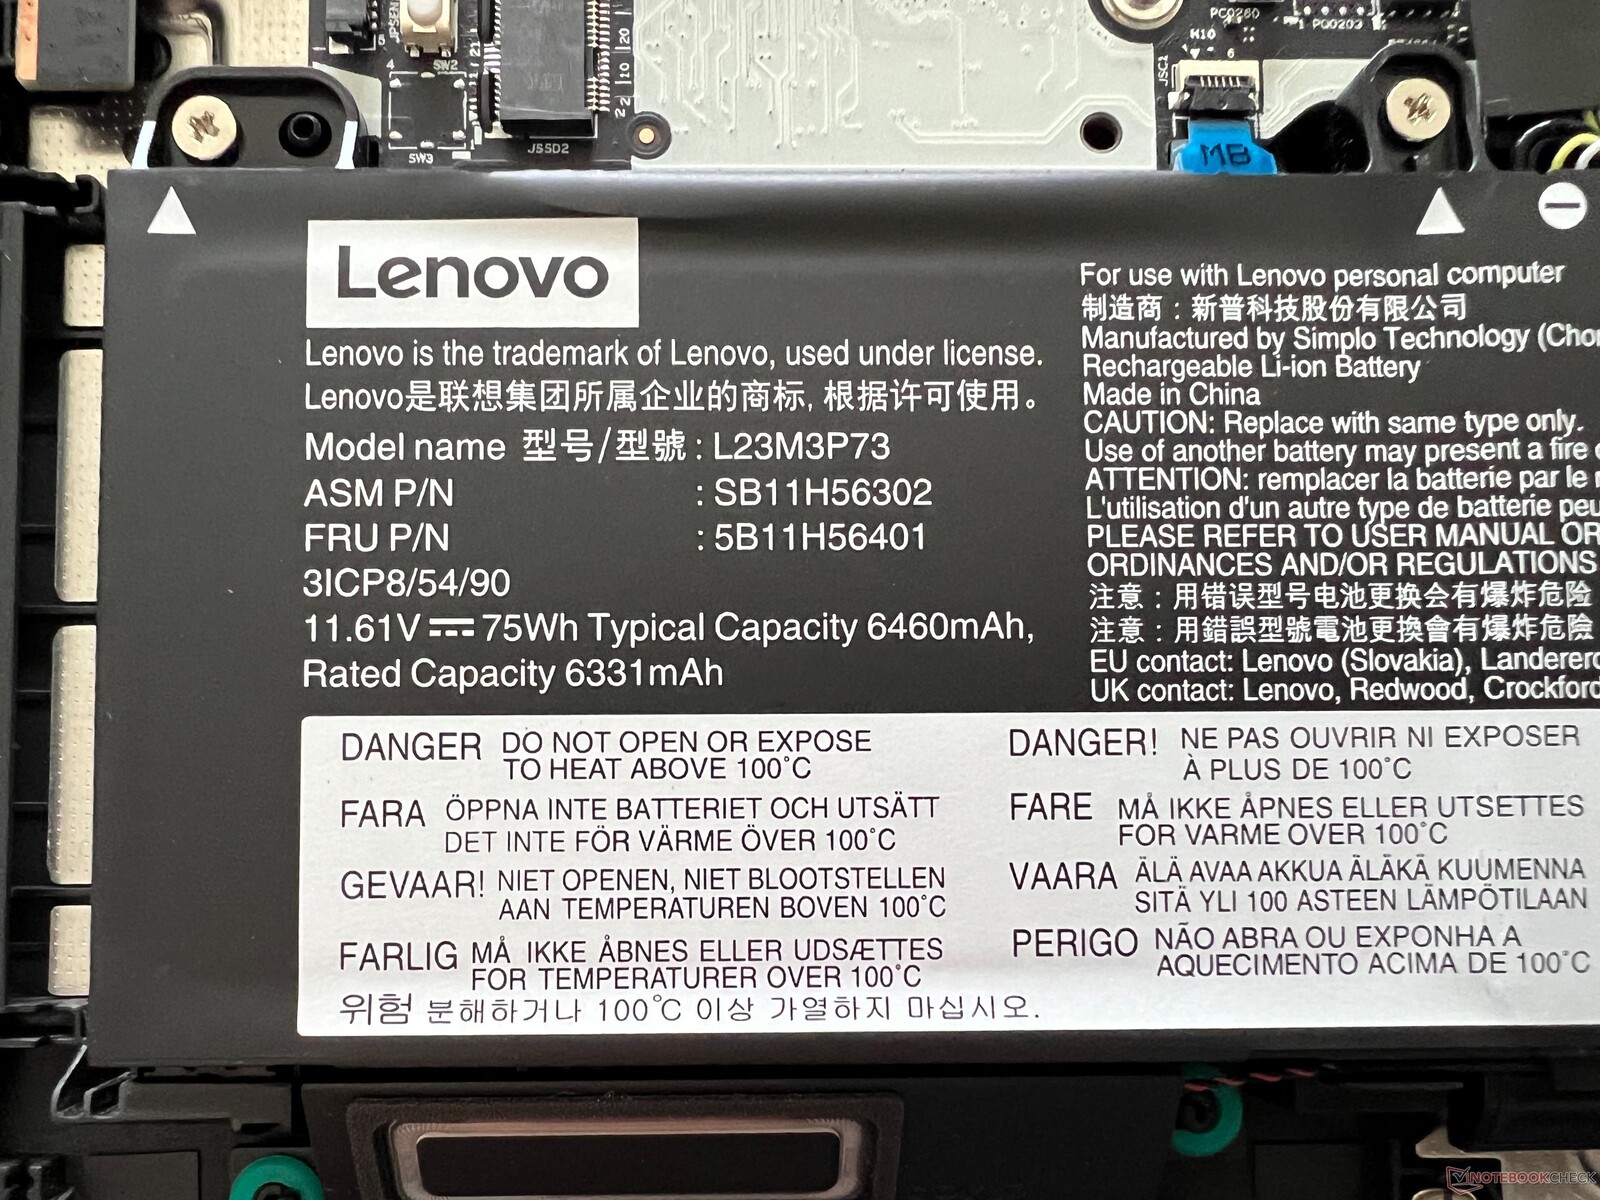 SW2
SW3
JSSD2
20
10
2
PC0260
PQ0203
JSC1
6
MB
Lenovo
Lenovo is the trademark of Lenovo, used under license.
Lenovo是联想集团所属企业的商标, 根据许可使用。
Model name 型号/型號 : L23M3P73
ASM P/N : SB11H56302
FRU P/N : 5B11H56401
3ICP8/54/90
11.61V 75Wh Typical Capacity 6460mAh,
Rated Capacity 6331mAh
For use with Lenovo personal computer
制造商 : 新普科技股份有限公司
Manufactured by Simplo Technology
Rechargeable Li-ion Battery
Made in China
CAUTION: Replace with same type only.
Use of another battery may present a fire
ATTENTION: remplacer la batterie par le
L'utilisation d'un autre type de batterie
PLEASE REFER TO USER MANUAL OR
ORDINANCES AND/OR REGULATIONS
注意 : 用错误型号电池更换会有爆炸危险
注意 : 用錯誤型號電池更換會有爆炸危險
EU contact: Lenovo (Slovakia),
UK contact: Lenovo, Redwood,
DANGER DO NOT OPEN OR EXPOSE
TO HEAT ABOVE 100°C
FARA ÖPPNA INTE BATTERIET OCH UTSÄTT
DET INTE FÖR VÄRME ÖVER 100°C
GEVAAR! NIET OPENEN, NIET BLOOTSTELLEN
AAN TEMPERATUREN BOVEN 100°C
FARLIG MÅ IKKE ÅBNES ELLER UDSÆTTES
FOR TEMPERATURER OVER 100°C
위험 분해하거나 100°C 이상 가열하지 마십시오.
DANGER! NE PAS OUVRIR NI EXPOSER
À PLUS DE 100°C
FARE MÅ IKKE ÅPNES ELLER UTSETTES
FOR VARME OVER 100°C
VAARA ÄLÄ AVAA AKKUA ÄLÄKÄ KUUMENNA
SITÄ YLI 100 ASTEEN LÄMPÖTILAAN
PERIGO NÃO ABRA OU EXPONHA A
AQUECIMENTO ACIMA DE 100°C
NOTEBOOKCHECK